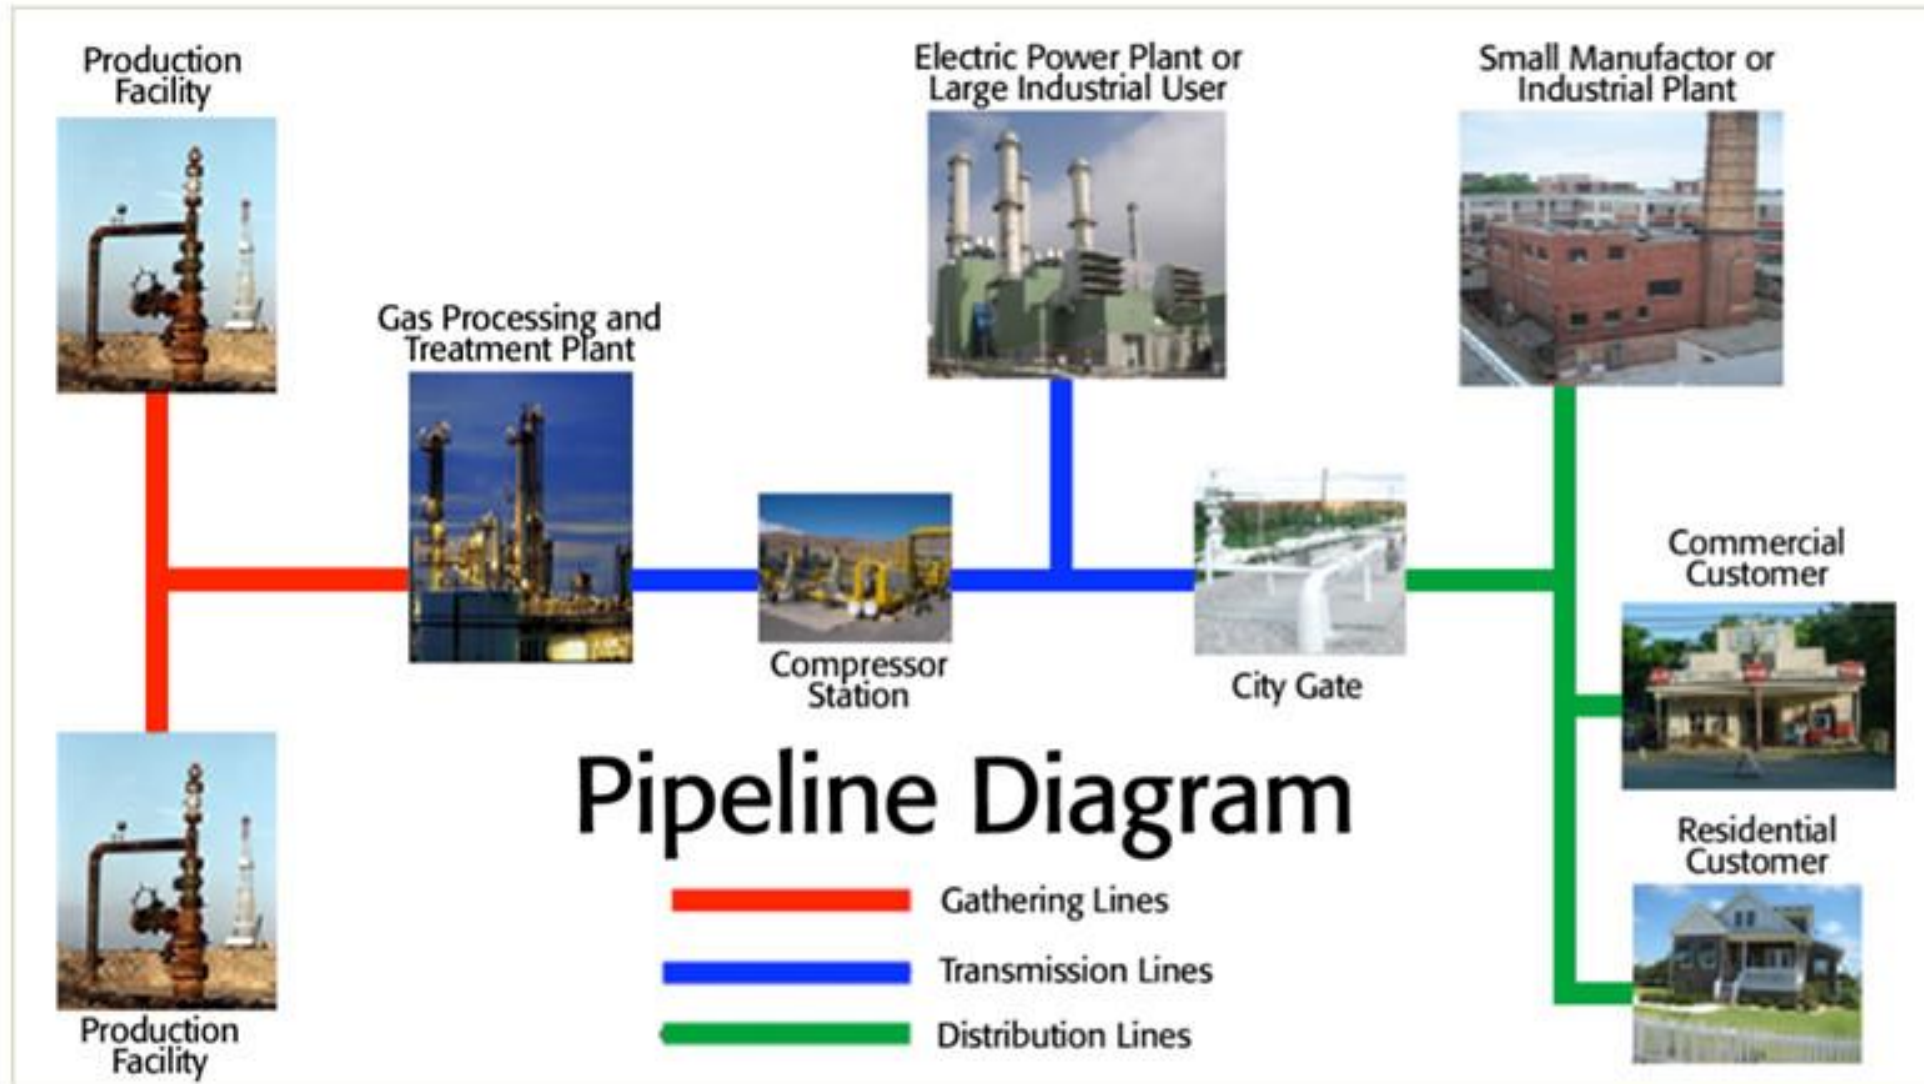 Production
Facility
Electric Power Plant or
Large Industrial User
Small Manufactor or
Industrial Plant
Gas Processing and
Treatment Plant
Compressor
Station
City Gate
Commercial
Customer
Residential
Customer
Production
Facility
Pipeline Diagram
Gathering Lines
Transmission Lines
Distribution Lines